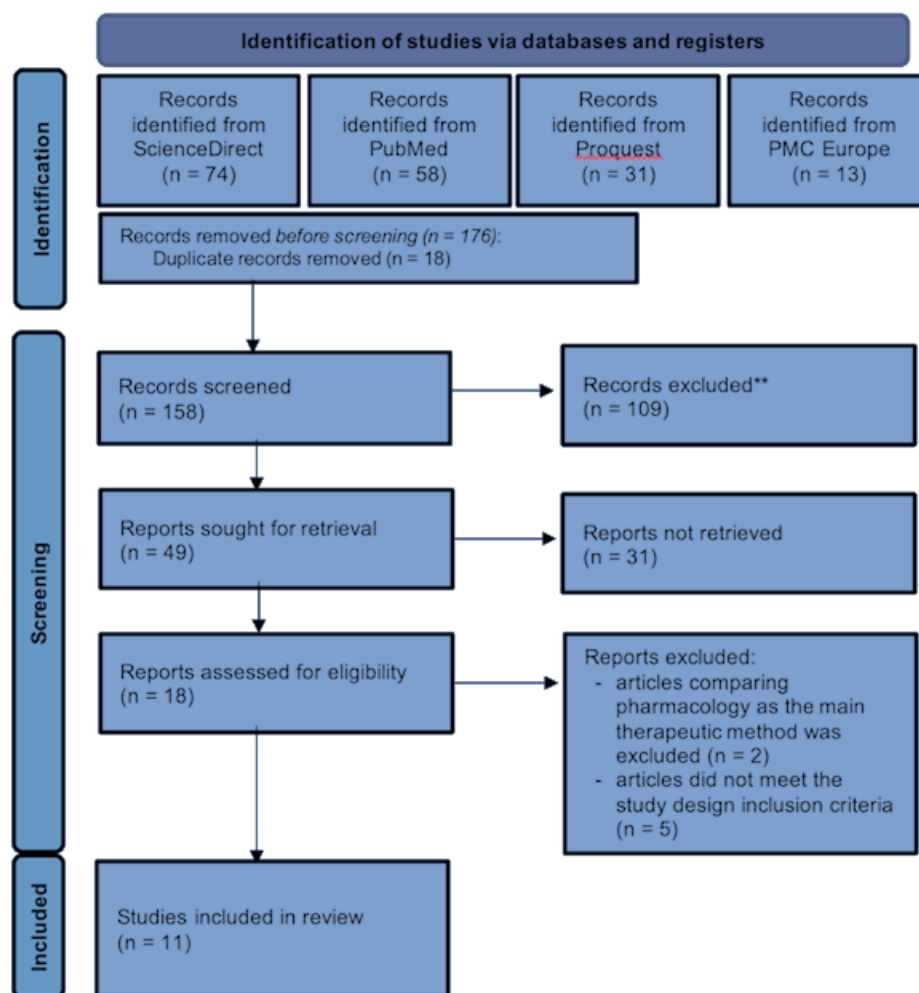 Identification of studies via databases and registers
Identification
Records
identified from
ScienceDirect
(n = 74)
Records
identified from
PubMed
(n = 58)
Records
identified from
Proquest
(n = 31)
Records
identified from
PMC Europe
(n = 13)
Records removed before screening (n = 176):
Duplicate records removed (n = 18)
Screening
Records screened
(n = 158)
Records excluded**
(n = 109)
Reports sought for retrieval
(n = 49)
Reports not retrieved
(n = 31)
Reports assessed for eligibility
(n = 18)
Reports excluded:
- articles comparing
pharmacology as the main
therapeutic method was
excluded (n = 2)
- articles did not meet the
study design inclusion criteria
(n = 5)
Included
Studies included in review
(n = 11)